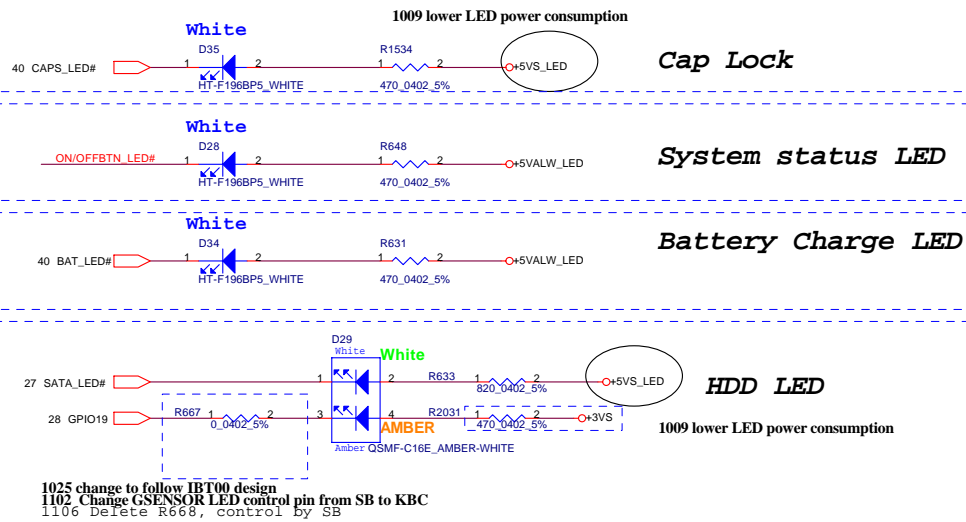 1009 lower LED power consumption
White
D35
R1534
40 CAPS_LED# 1 2 1 2 +5VS_LED
HT-F196BP5_WHITE 470_0402_5%
Cap Lock
White
D28
R648
ON/OFFBTN_LED# 1 2 1 2 +5VALW_LED
HT-F196BP5_WHITE 470_0402_5%
System status LED
White
D34
R631
40 BAT_LED# 1 2 1 2 +5VALW_LED
HT-F196BP5_WHITE 470_0402_5%
Battery Charge LED
D29
White
White
27 SATA_LED# 1 2 R633 1 2 +5VS_LED
820_0402_5%
HDD LED
28 GPIO19 R667 1 2 3 4 R2031 1 2 +3VS
0_0402_5% AMBER 470_0402_5%
1009 lower LED power consumption
Amber QSMF-C16E_AMBER-WHITE
1025 change to follow IBT00 design
1102 Change GSENSOR LED control pin from SB to KBC
1106 Delete R668, control by SB